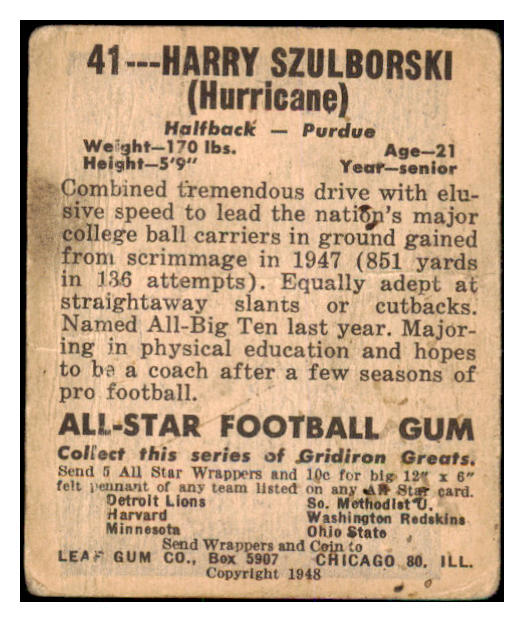 41---HARRY SZULBORSKI
(Hurricane)
Halfback — Purdue
Weight—170 lbs. Age—21
Height—5'9" Year—senior
Combined tremendous drive with elu-
sive speed to lead the nation's major
college ball carriers in ground gained
from scrimmage in 1947 (851 yards
in 136 attempts). Equally adept at
straightaway slants or cutbacks.
Named All-Big Ten last year. Major-
ing in physical education and hopes
to be a coach after a few seasons of
pro football.
ALL-STAR FOOTBALL GUM
Collect this series of Gridiron Greats.
Send 5 All Star Wrappers and 10c for big 12" x 6"
felt pennant of any team listed on any All Star card.
Detroit Lions So. Methodist U.
Harvard Washington Redskins
Minnesota Ohio State
Send Wrappers and Coin to
LEAF GUM CO., Box 5907 CHICAGO 80, ILL.
Copyright 1948